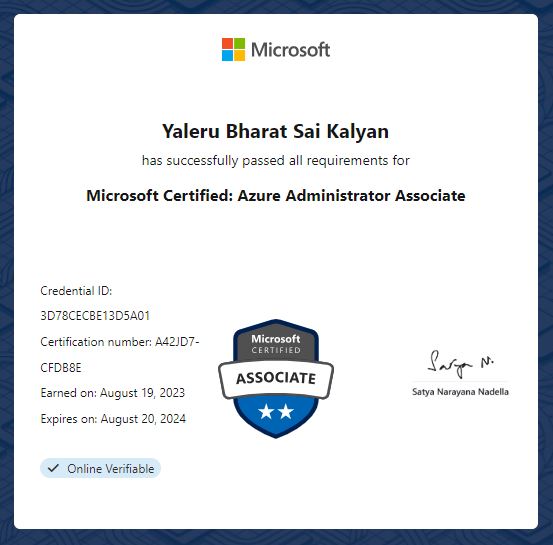 Microsoft
Yaleru Bharat Sai Kalyan
has successfully passed all requirements for
Microsoft Certified: Azure Administrator Associate
Credential ID:
3D78CECBE13D5A01
Certification number: A42JD7-
CFDB8E
Earned on: August 19, 2023
Expires on: August 20, 2024
Online Verifiable
Microsoft
CERTIFIED
ASSOCIATE
Satya N.
Satya Narayana Nadella